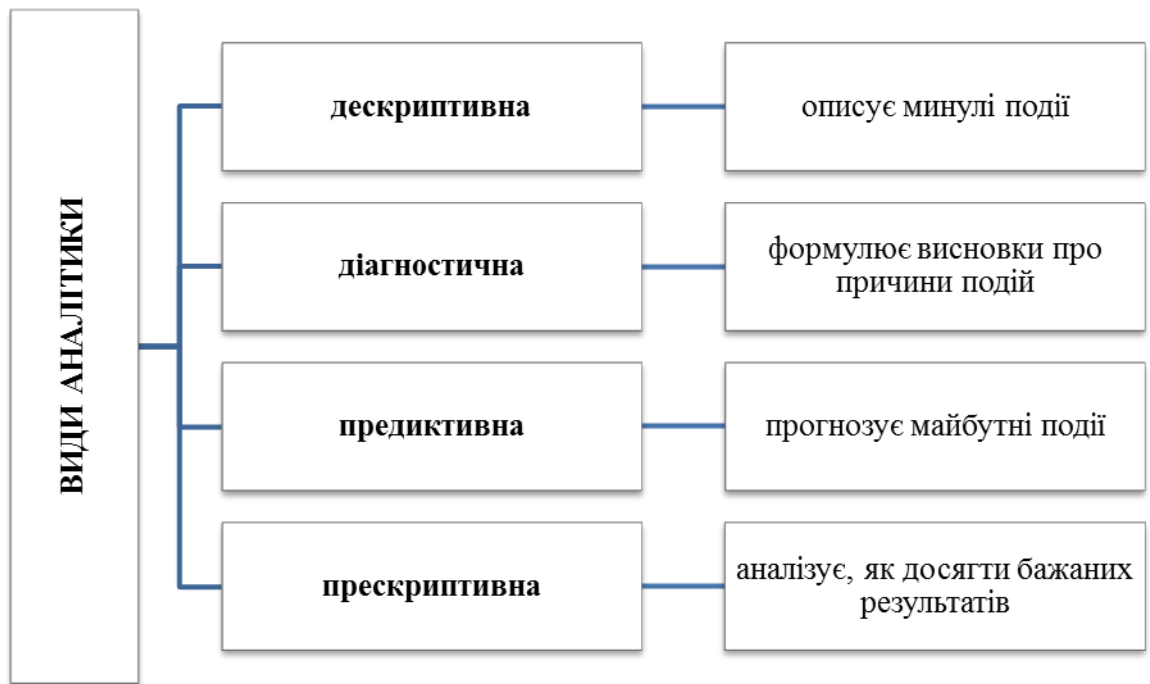 ВИДИ АНАЛІТИКИ
дескриптивна
описує минулі події
діагностична
формулює висновки про
причини подій
предиктивна
прогнозує майбутні події
прескриптивна
аналізує, як досягти бажаних
результатів